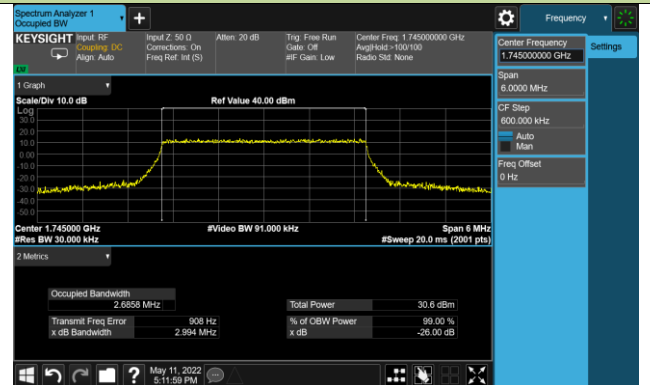 Spectrum Analyzer 1
Occupied BW
Frequency
KEYSIGHT
Input: RF
Coupling: DC
Align: Auto
Input Z: 50 Ω
Corrections: On
Freq Ref: Int (S)
Atten: 20 dB
Trig: Free Run
Gate: Off
#IF Gain: Low
Center Freq: 1.745000000 GHz
Avg|Hold:>100/100
Radio Std: None
LXI
Center Frequency
1.745000000 GHz
Settings
Span
6.0000 MHz
CF Step
600.000 kHz
Auto
Man
Freq Offset
0 Hz
1 Graph
Scale/Div 10.0 dB
Ref Value 40.00 dBm
Log
30.0
20.0
10.0
0.00
-10.0
-20.0
-30.0
-40.0
-50.0
Center 1.745000 GHz
#Video BW 91.000 kHz
Span 6 MHz
#Res BW 30.000 kHz
#Sweep 20.0 ms (2001 pts)
2 Metrics
Occupied Bandwidth
2.6858 MHz
Total Power 30.6 dBm
Transmit Freq Error 908 Hz
% of OBW Power 99.00 %
x dB Bandwidth 2.994 MHz
x dB -26.00 dB
?
May 11, 2022
5:11:59 PM